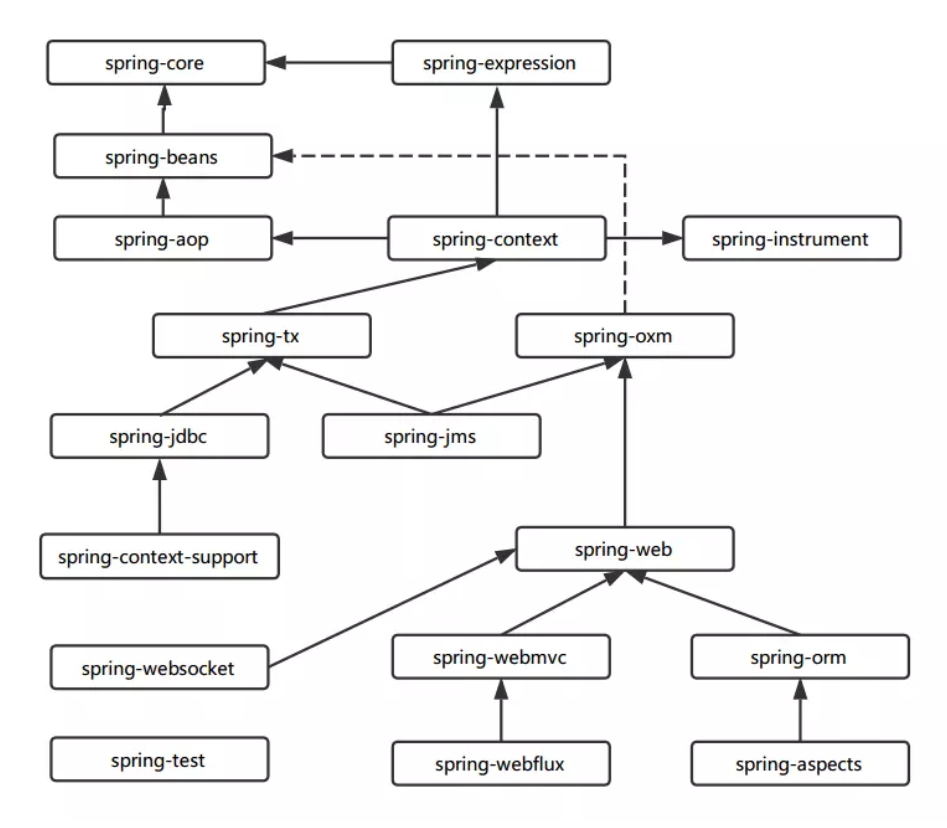 spring-core
spring-expression
spring-beans
spring-aop
spring-context
spring-instrument
spring-tx
spring-oxm
spring-jdbc
spring-jms
spring-context-support
spring-web
spring-websocket
spring-webmvc
spring-orm
spring-test
spring-webflux
spring-aspects